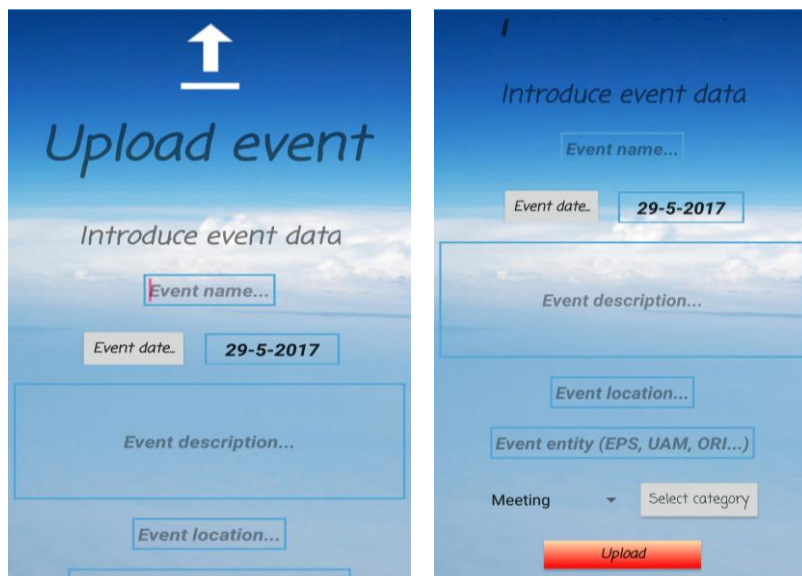 Upload event
Introduce event data
Event name...
Event date... 29-5-2017
Event description...
Event location...
Introduce event data
Event name...
Event date... 29-5-2017
Event description...
Event location...
Event entity (EPS, UAM, ORI...)
Meeting Select category
Upload